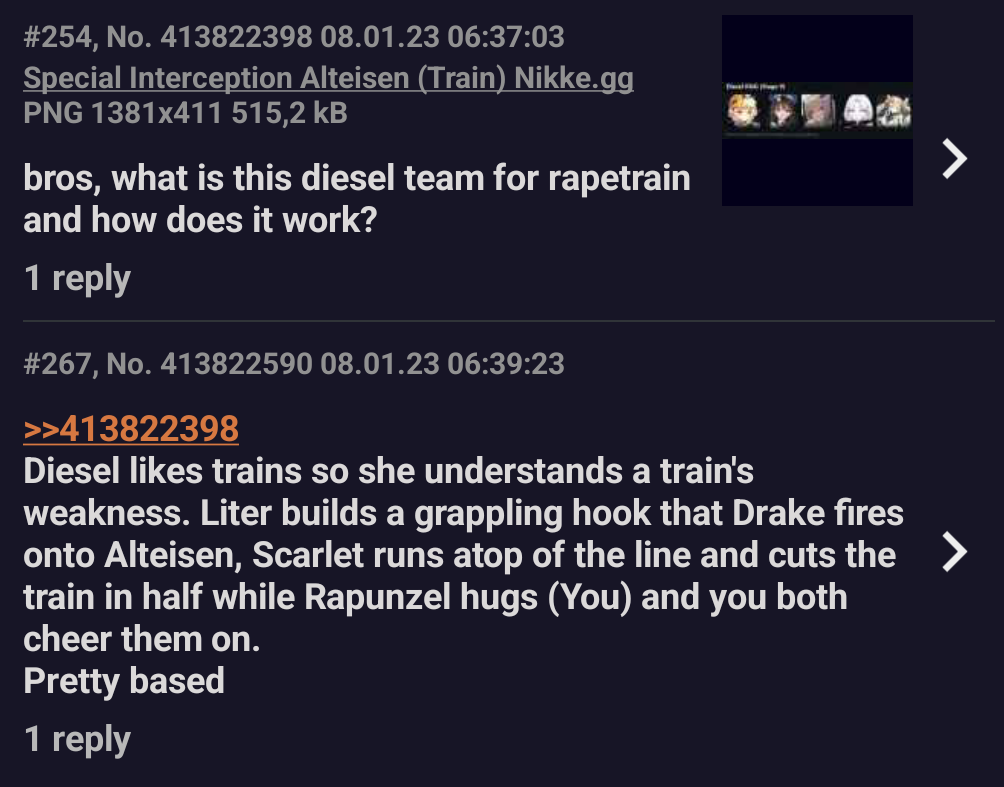 #254, No. 413822398 08.01.23 06:37:03
Special Interception Alteisen (Train) Nikke.gg
PNG 1381x411 515,2 kB
bros, what is this diesel team for rapetrain
and how does it work?
1 reply
#267, No. 413822590 08.01.23 06:39:23
>>413822398
Diesel likes trains so she understands a train's
weakness. Liter builds a grappling hook that Drake fires
onto Alteisen, Scarlet runs atop of the line and cuts the
train in half while Rapunzel hugs (You) and you both
cheer them on.
Pretty based
1 reply